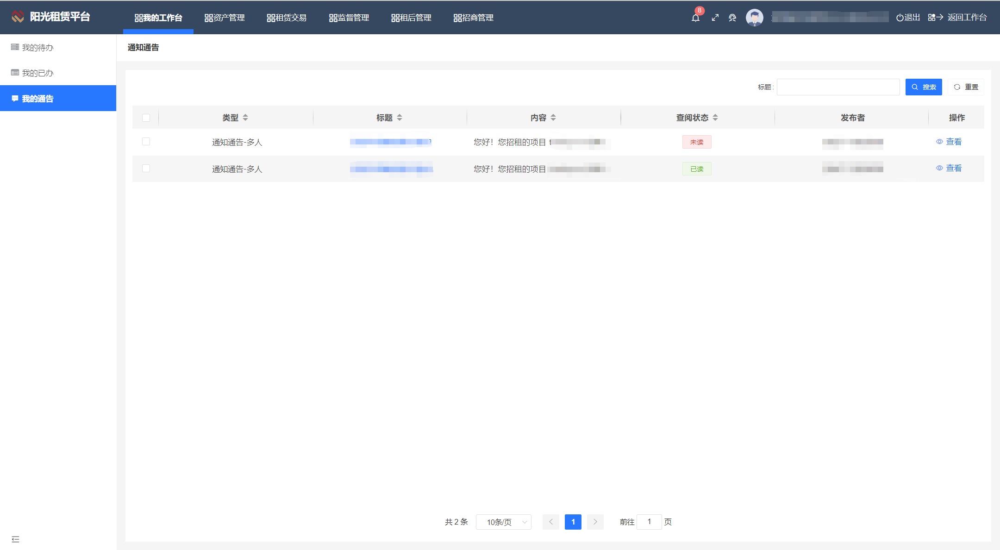 阳光租赁平台
我的工作台 资产管理 租赁交易 监督管理 租后管理 招商管理
8
退出 返回工作台
我的待办
我的已办
我的通告
通知通告
标题: 搜索 重置
类型 标题 内容 查阅状态 发布者 操作
通知通告-多人 您好！您招租的项目 未读 查看
通知通告-多人 您好！您招租的项目 已读 查看
共 2 条 10条/页 1 前往 1 页